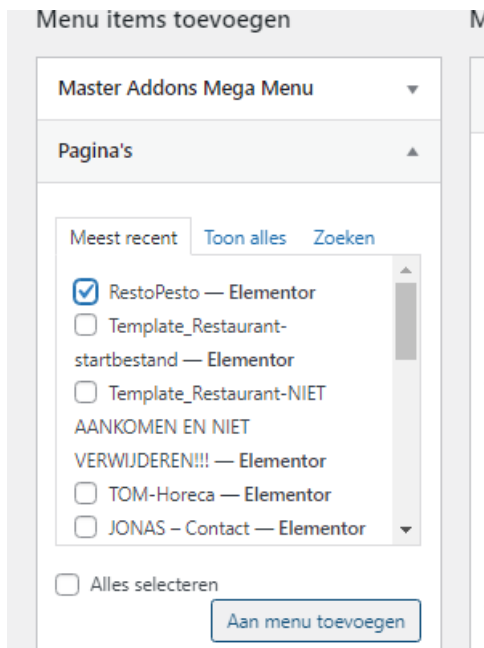 Menu items toevoegen
Master Addons Mega Menu
Pagina's
Meest recent Toon alles Zoeken
RestoPesto — Elementor
Template_Restaurant-
startbestand — Elementor
Template_Restaurant-NIET
AANKOMEN EN NIET
VERWIJDEREN!!! — Elementor
TOM-Horeca — Elementor
JONAS – Contact — Elementor
Alles selecteren
Aan menu toevoegen